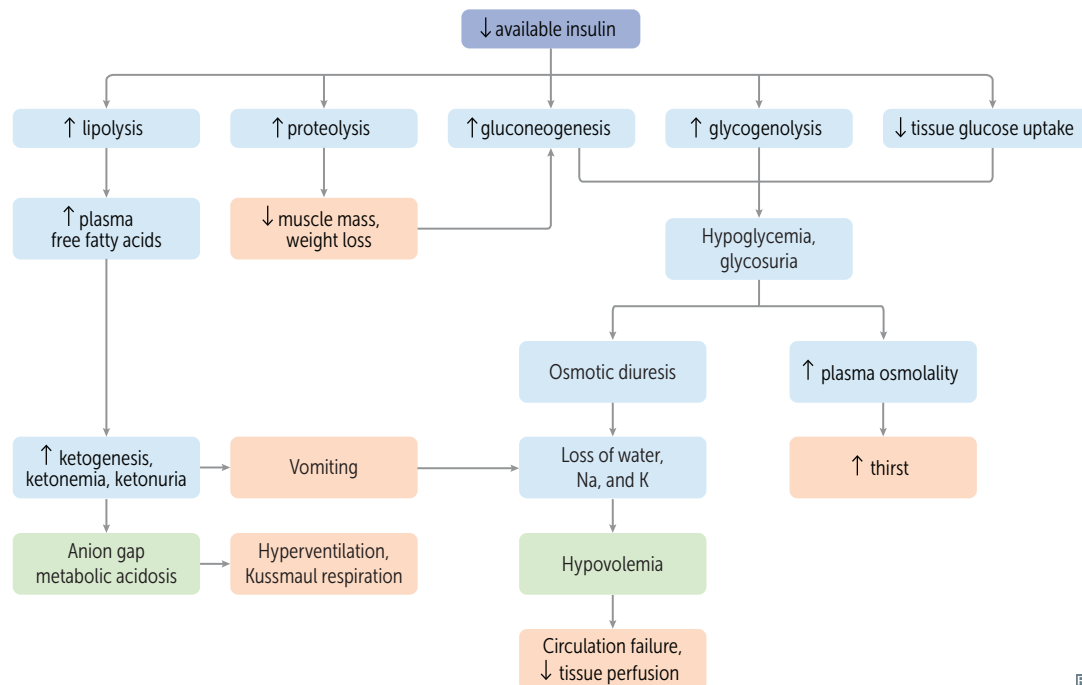 ↓ available insulin
↑ lipolysis
↑ proteolysis
↑ gluconeogenesis
↑ glycogenolysis
↓ tissue glucose uptake
↑ plasma
free fatty acids
↓ muscle mass,
weight loss
Hypoglycemia,
glycosuria
Osmotic diuresis
↑ plasma osmolality
↑ ketogenesis,
ketonemia, ketonuria
Vomiting
Loss of water,
Na, and K
↑ thirst
Anion gap
metabolic acidosis
Hyperventilation,
Kussmaul respiration
Hypovolemia
Circulation failure,
↓ tissue perfusion